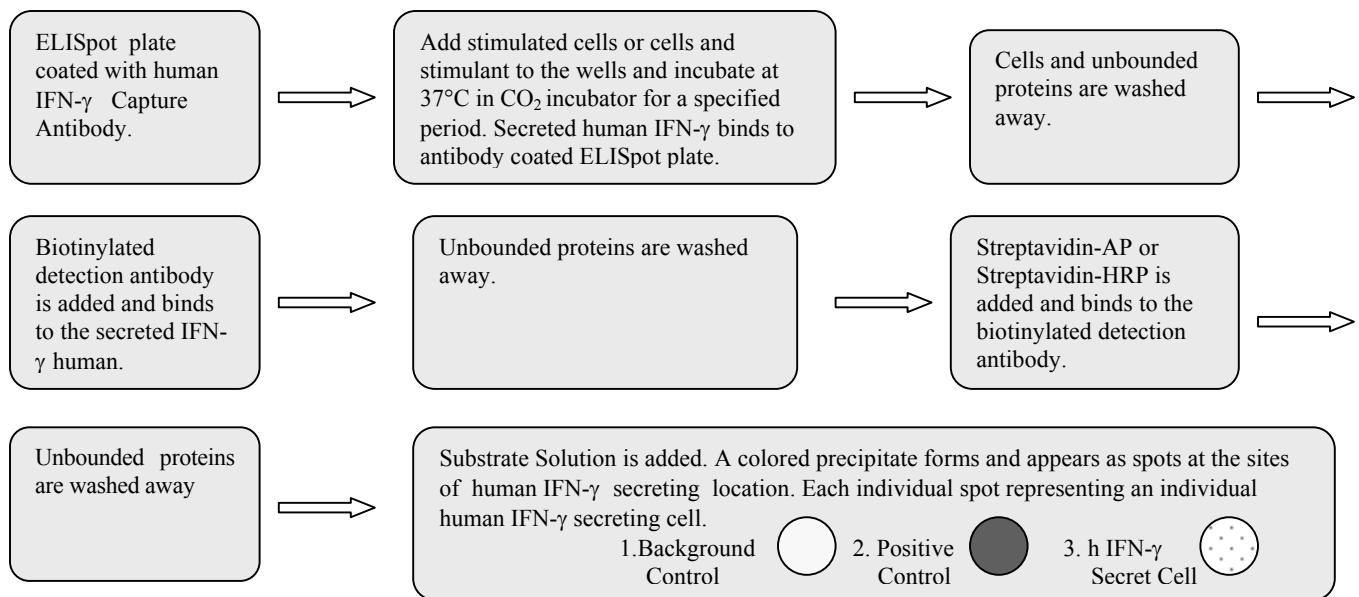 ELISpot plate
coated with human
IFN-γ Capture
Antibody.
Add stimulated cells or cells and
stimulant to the wells and incubate at
37°C in CO₂ incubator for a specified
period. Secreted human IFN-γ binds to
antibody coated ELISpot plate.
Cells and unbounded
proteins are washed
away.
Biotinylated
detection antibody
is added and binds
to the secreted IFN-
γ human.
Unbounded proteins are washed
away.
Streptavidin-AP or
Streptavidin-HRP is
added and binds to the
biotinylated detection
antibody.
Unbounded proteins
are washed away
Substrate Solution is added. A colored precipitate forms and appears as spots at the sites
of human IFN-γ secreting location. Each individual spot representing an individual
human IFN-γ secreting cell.
1.Background
Control
2. Positive
Control
3. h IFN-γ
Secret Cell